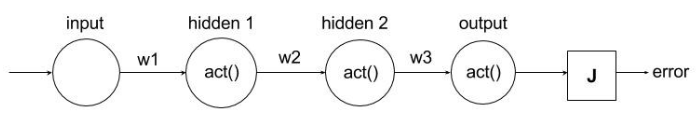 input hidden 1 hidden 2 output
w1 w2 w3
act() act() act() J error